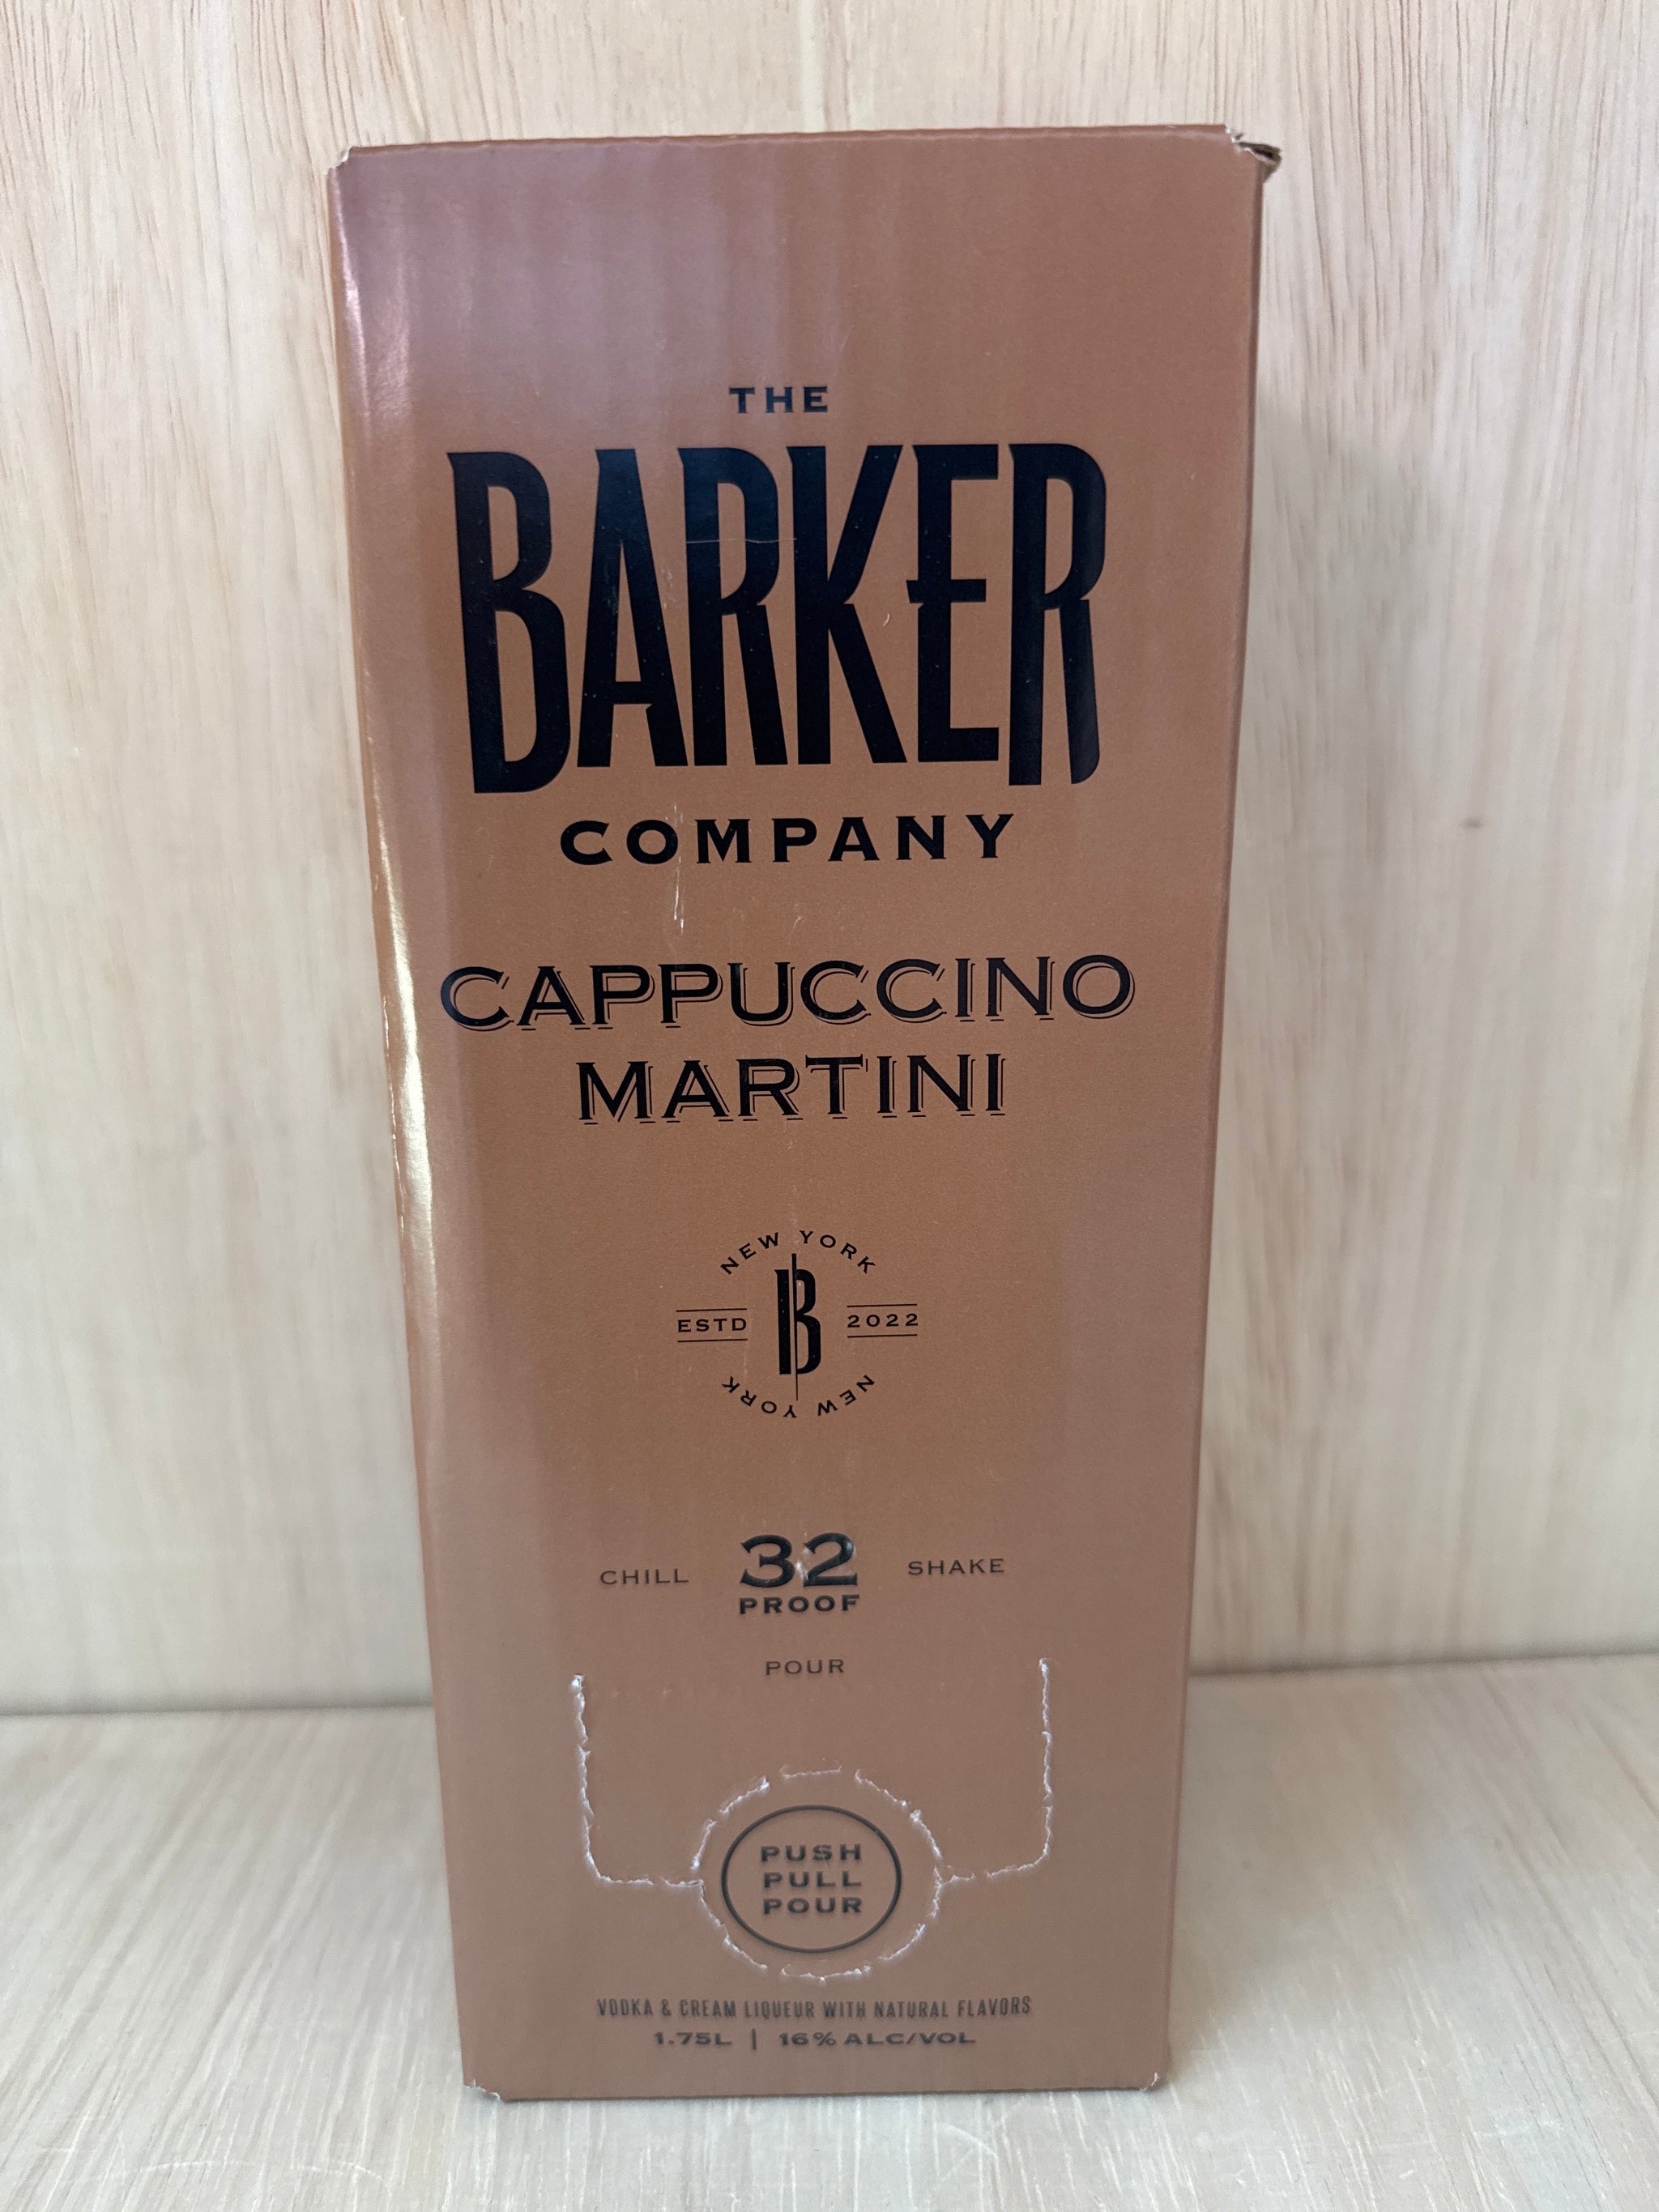 THE
BARKER
COMPANY
CAPPUCCINO
MARTINI
NEW YORK
ESTD B 2022
NEW YORK
CHILL 32 SHAKE
PROOF
POUR
PUSH
PULL
POUR
VODKA & CREAM LIQUEUR WITH NATURAL FLAVORS
1.75L | 16% ALC/VOL